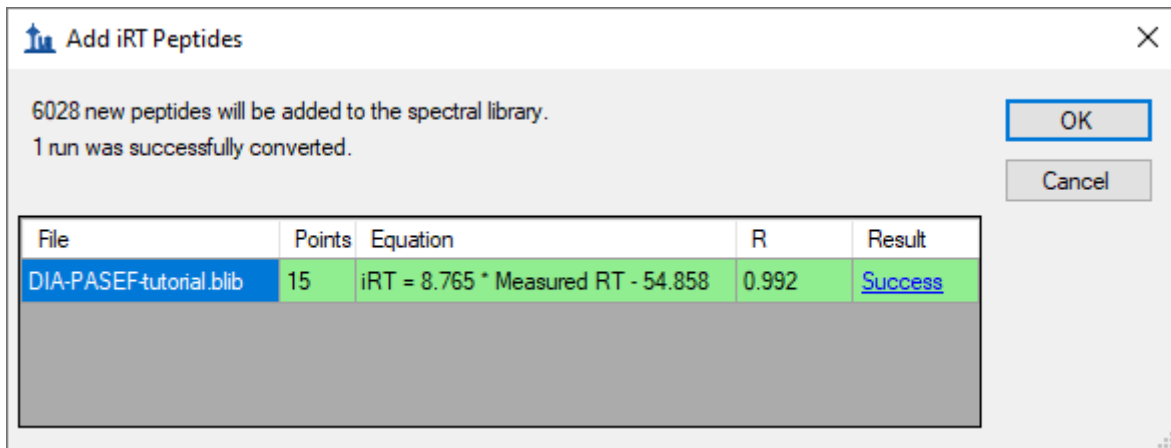 Add iRT Peptides
6028 new peptides will be added to the spectral library.
1 run was successfully converted.
OK
Cancel
File Points Equation R Result
DIA-PASEF-tutorial.blib 15 iRT = 8.765 * Measured RT - 54.858 0.992 Success